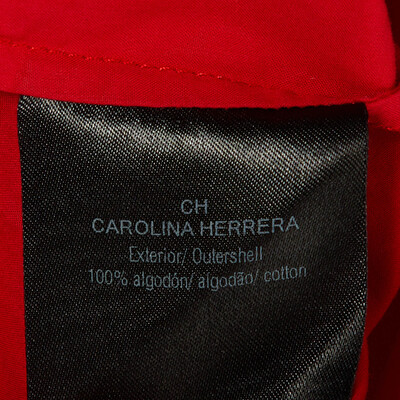 CH
CAROLINA HERRERA
Exterior/ Outershell
100% algodón/ algodão/ cotton